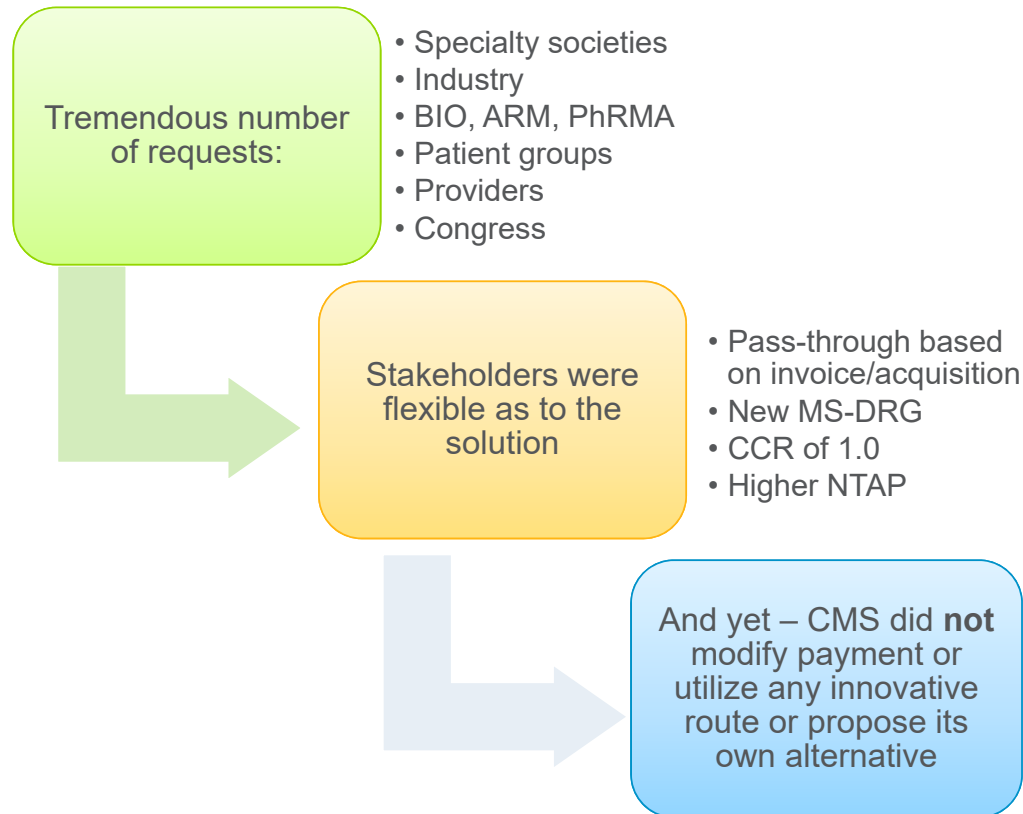 Tremendous number
of requests:
• Specialty societies
• Industry
• BIO, ARM, PhRMA
• Patient groups
• Providers
• Congress
Stakeholders were
flexible as to the
solution
• Pass-through based
on invoice/acquisition
• New MS-DRG
• CCR of 1.0
• Higher NTAP
And yet – CMS did not
modify payment or
utilize any innovative
route or propose its
own alternative